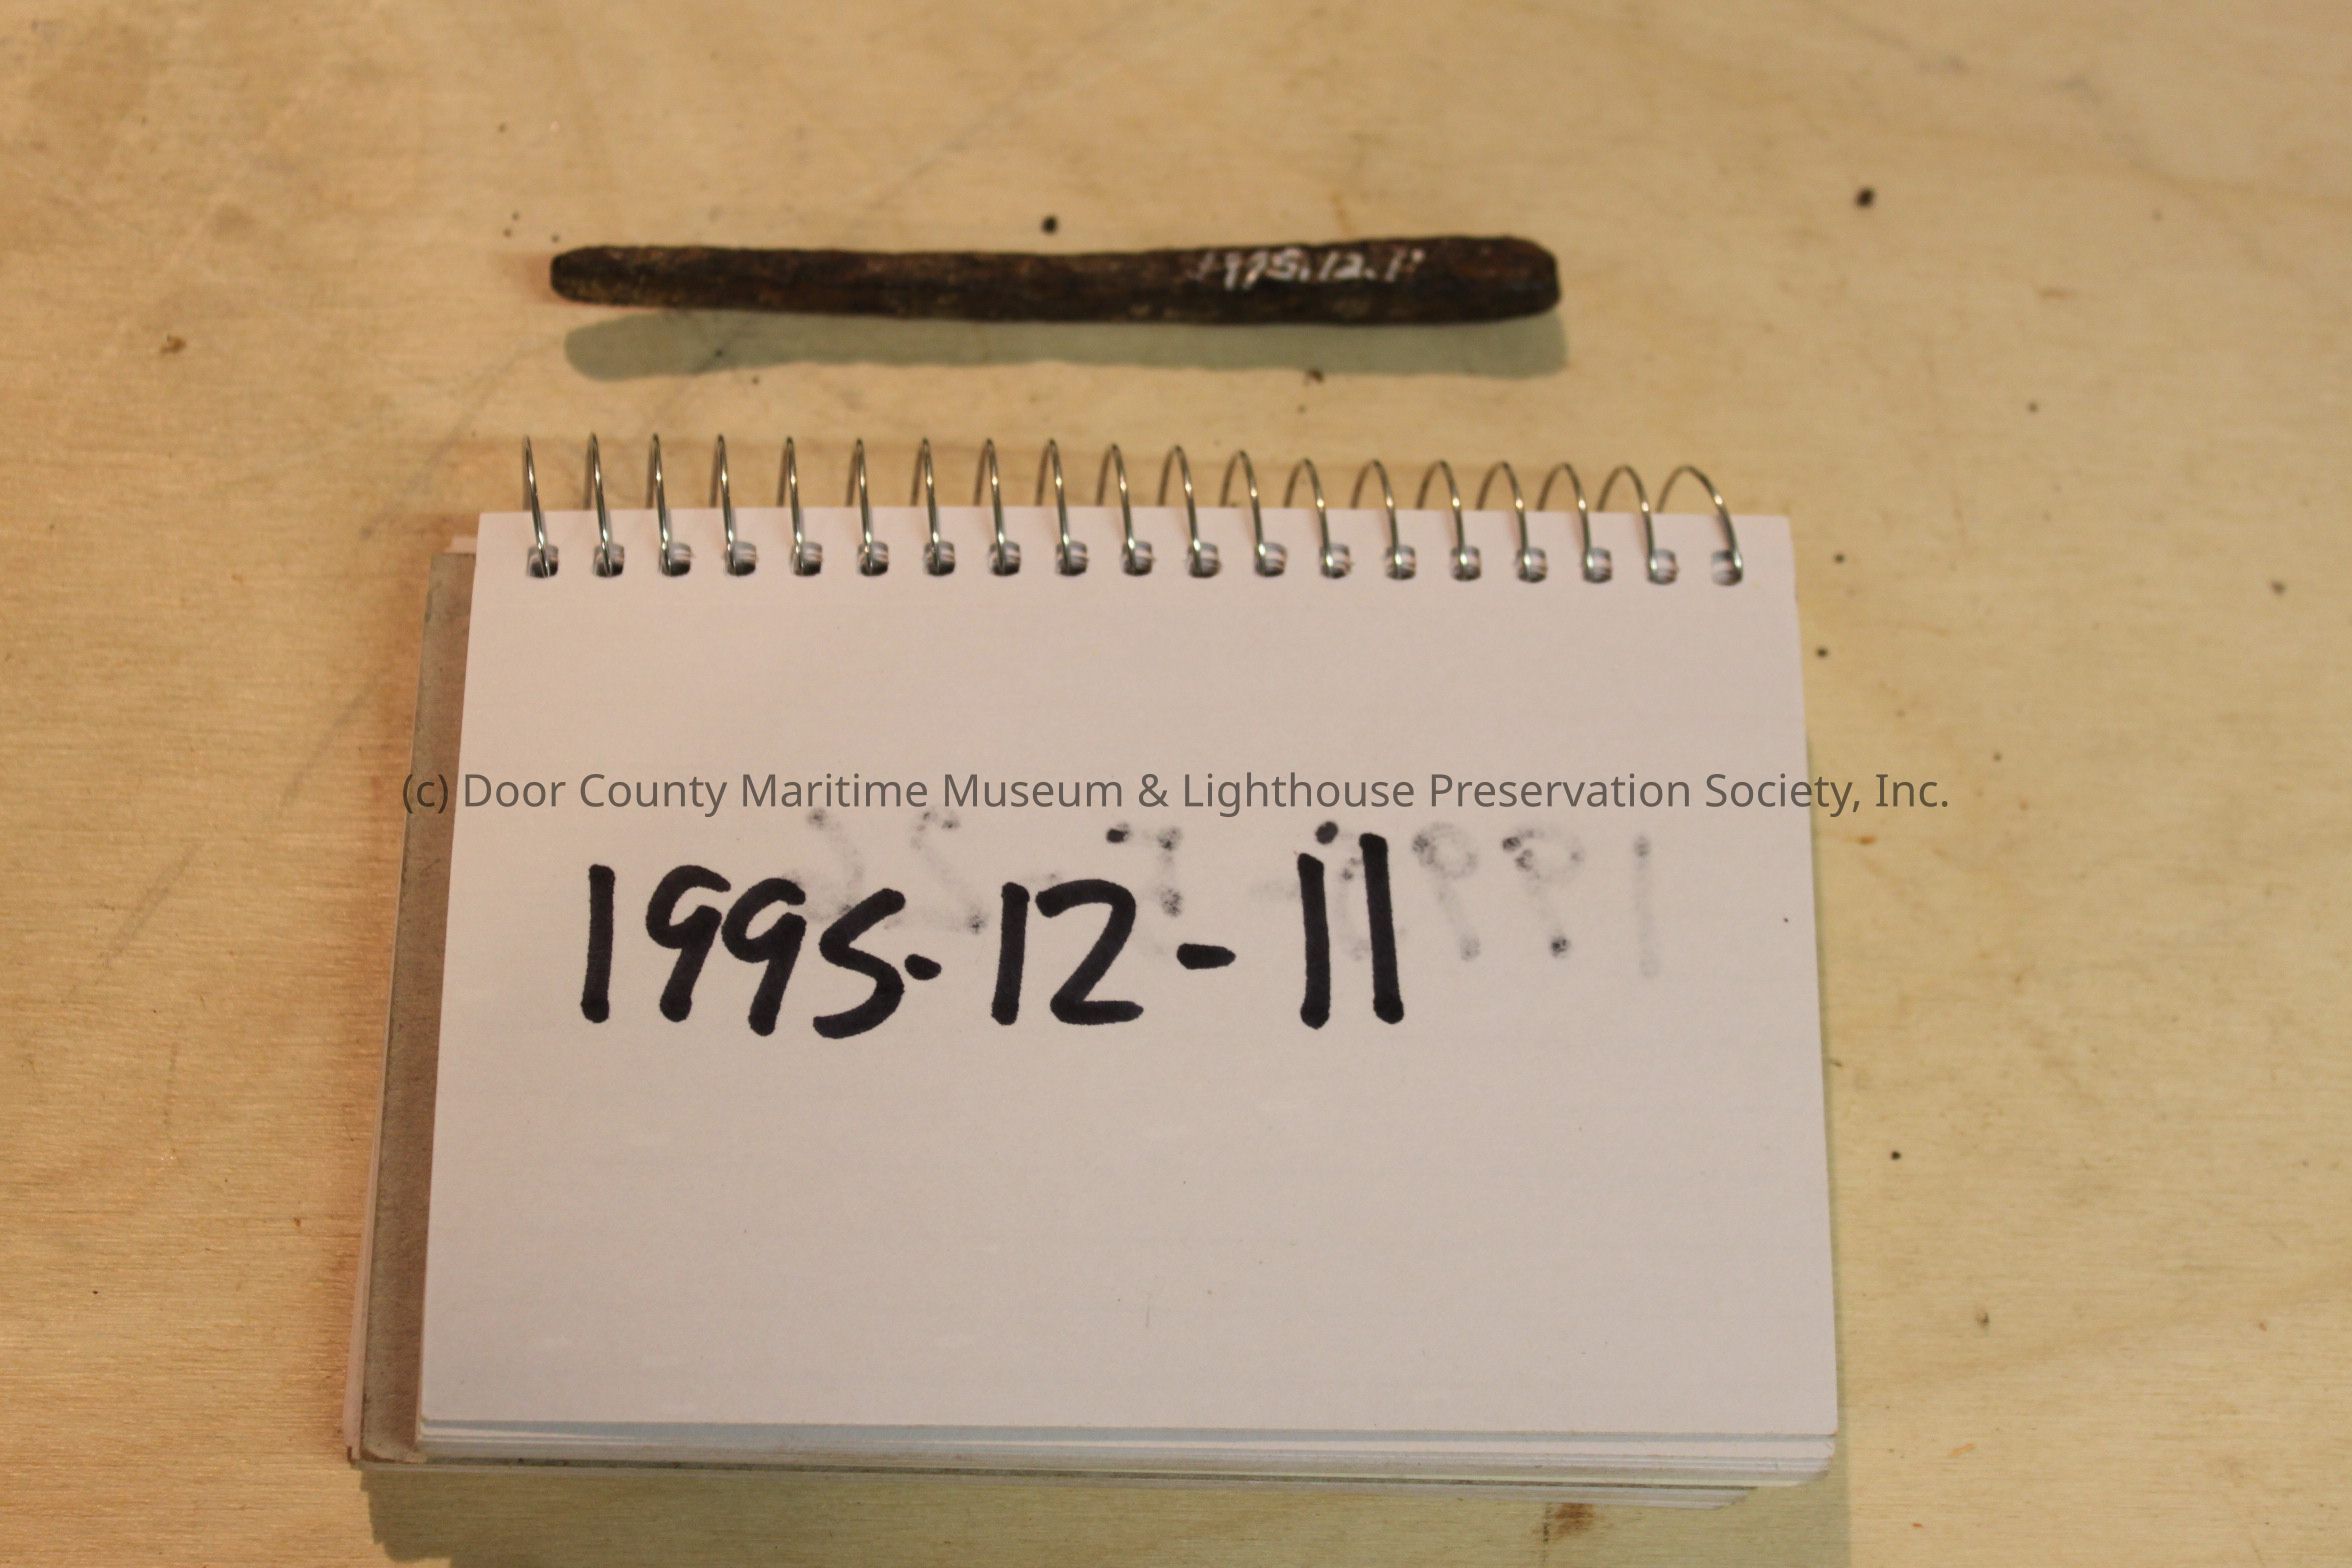 1995.12.11
(c) Door County Maritime Museum & Lighthouse Preservation Society, Inc.
1995-12-11